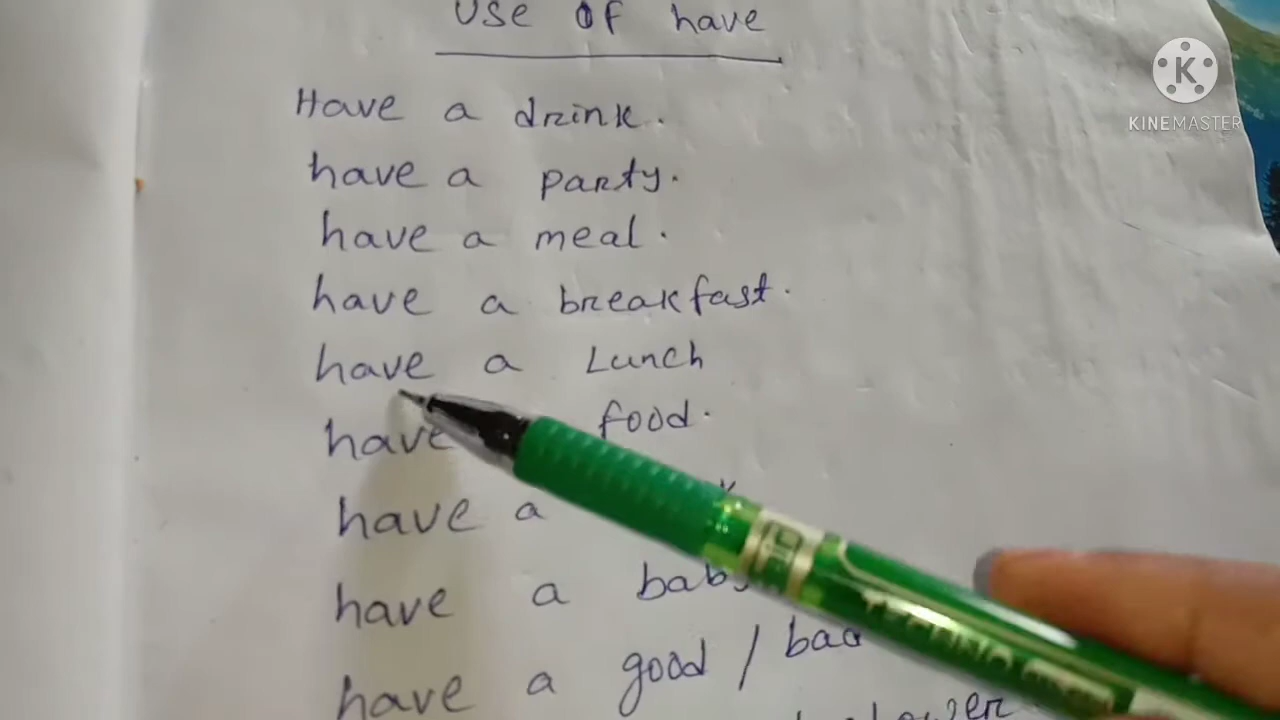 Use of have
Have a drink.
have a party.
have a meal.
have a breakfast.
have a Lunch
have food.
have a
have a baby
have a good / bad
KINEMASTER